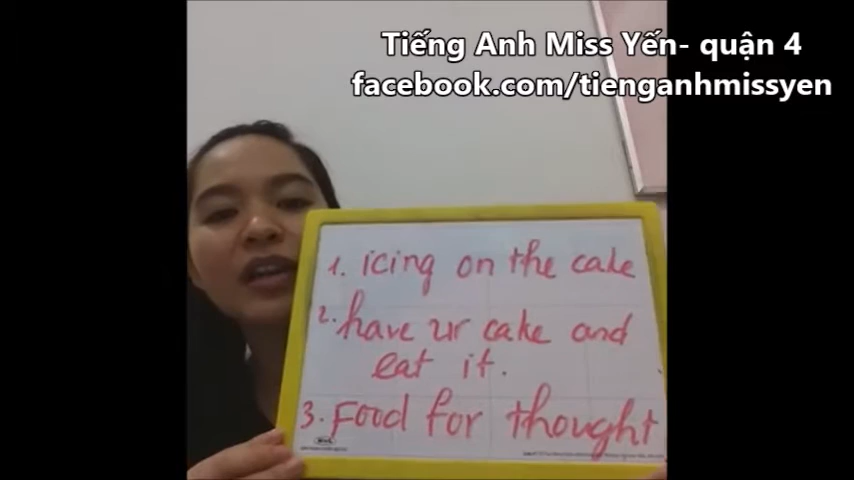 Tiếng Anh Miss Yến- quận 4
facebook.com/tienganhmissyen
1. icing on the cake
2. have ur cake and
eat it.
3. Food for thought